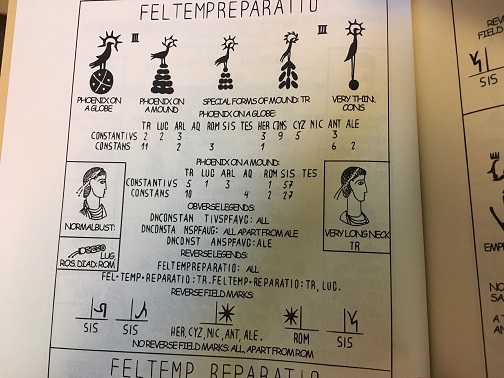 FELTEMPREPARATIO
III III
PHOENIX ON A GLOBE
PHOENIX ON A MOUND
SPECIAL FORMS OF MOUND: TR
VERY THIN. CONS
PHOENIX ON A GLOBE:
TR LUG ARL AQ ROM SIS TES HER CONS CYZ NIC ANT ALE
CONSTANTIVS 2 2 3 3 9 5 3
CONSTANS 11 2 3 1 6 2
PHOENIX ON A MOUND:
TR LUG ARL AQ ROM SIS TES
CONSTANTIVS 5 1 3 1 57
CONSTANS 10 4 2 27
NORMALBUST:
VERY LONG NECK TR
OBVERSE LEGENDS:
DNCONSTAN TIVSPFAVG: ALL
DNCONSTA NSPFAUG: ALL APART FROM ALE
DNCONST ANSPFAVG: ALE
LUG,
ROS. DIAD: ROM
REVERSE LEGENDS:
FELTEMPREPARATIO: ALL
FEL•TEMP•REPARATIO: TR. FELTEMP•REPARATIO: TR, LUG.
REVERSE FIELD MARKS:
SIS SIS HER, CYZ, NIC, ANT, ALE. ROM SIS
NO REVERSE FIELD MARKS: ALL, APART FROM ROM
FELTEMP REPARATIO
FIELD
SIS